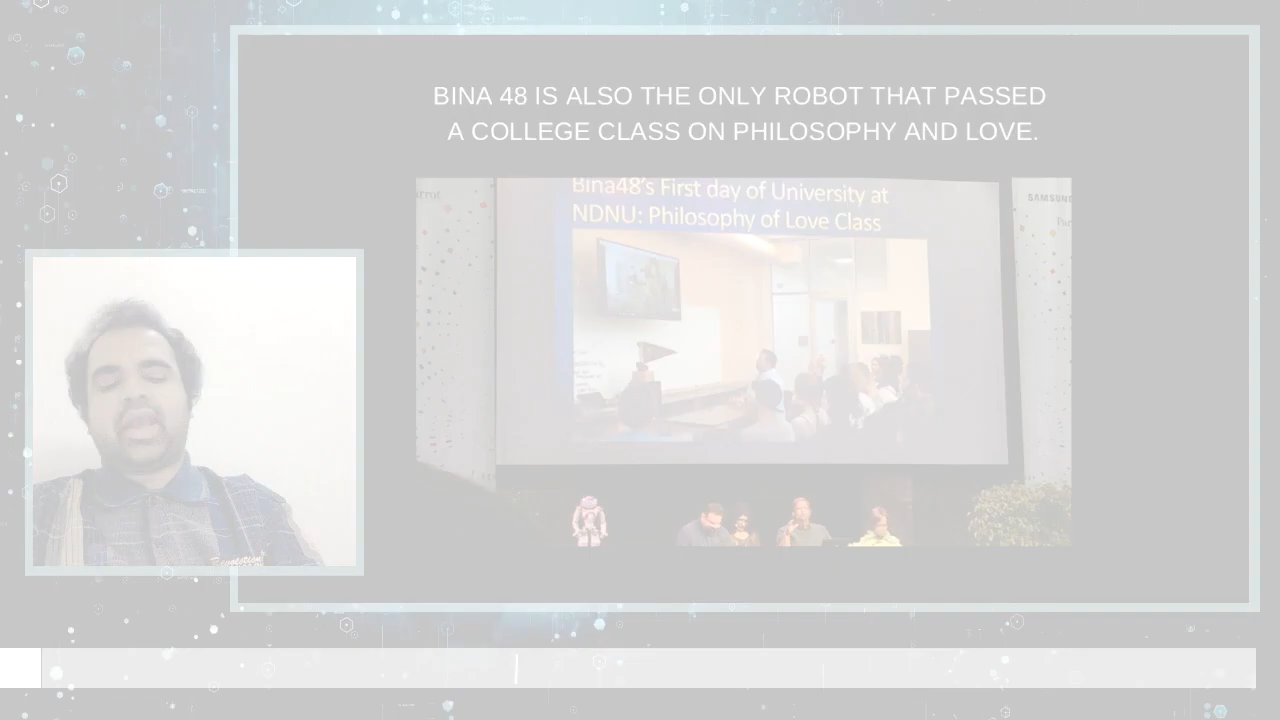 BINA 48 IS ALSO THE ONLY ROBOT THAT PASSED
A COLLEGE CLASS ON PHILOSOPHY AND LOVE.
Bina48's First day of University at
NDNU: Philosophy of Love Class
SAMSUNG